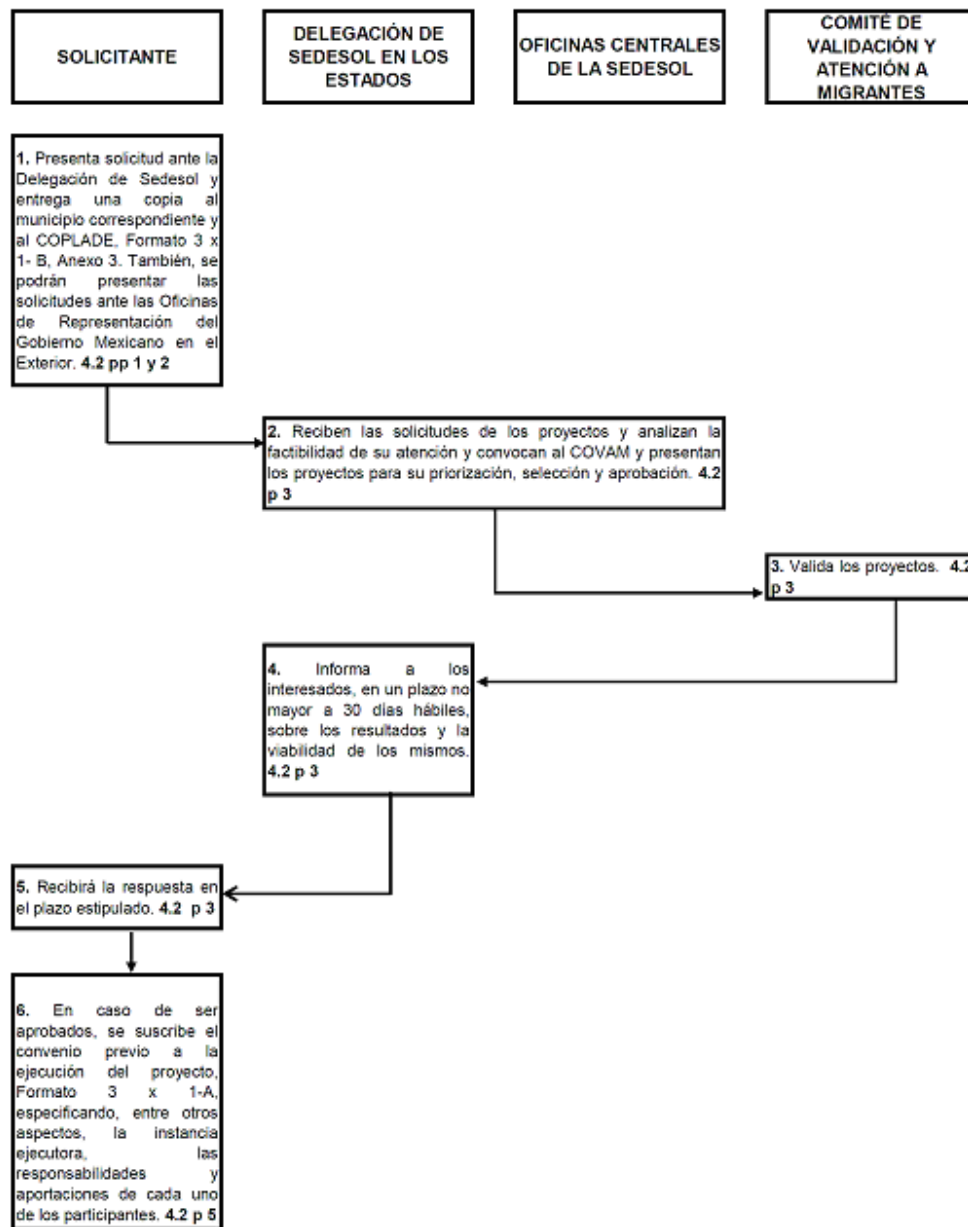 SOLICITANTE
DELEGACIÓN DE
SEDESOL EN LOS
ESTADOS
OFICINAS CENTRALES
DE LA SEDESOL
COMITÉ DE
VALIDACIÓN Y
ATENCIÓN A
MIGRANTES
1. Presenta solicitud ante la
Delegación de Sedesol y
entrega una copia al
municipio correspondiente y
al COPLADE, Formato 3 x
1- B, Anexo 3. También, se
podrán presentar las
solicitudes ante las Oficinas
de Representación del
Gobierno Mexicano en el
Exterior. 4.2 pp 1 y 2
2. Reciben las solicitudes de los proyectos y analizan la
factibilidad de su atención y convocan al COVAM y presentan
los proyectos para su priorización, selección y aprobación. 4.2
p 3
3. Valida los proyectos. 4.2
p 3
4. Informa a los
interesados, en un plazo no
mayor a 30 días hábiles,
sobre los resultados y la
viabilidad de los mismos.
4.2 p 3
5. Recibirá la respuesta en
el plazo estipulado. 4.2 p 3
6. En caso de ser
aprobados, se suscribe el
convenio previo a la
ejecución del proyecto,
Formato 3 x 1-A,
especificando, entre otros
aspectos, la instancia
ejecutora, las
responsabilidades y
aportaciones de cada uno
de los participantes. 4.2 p 5